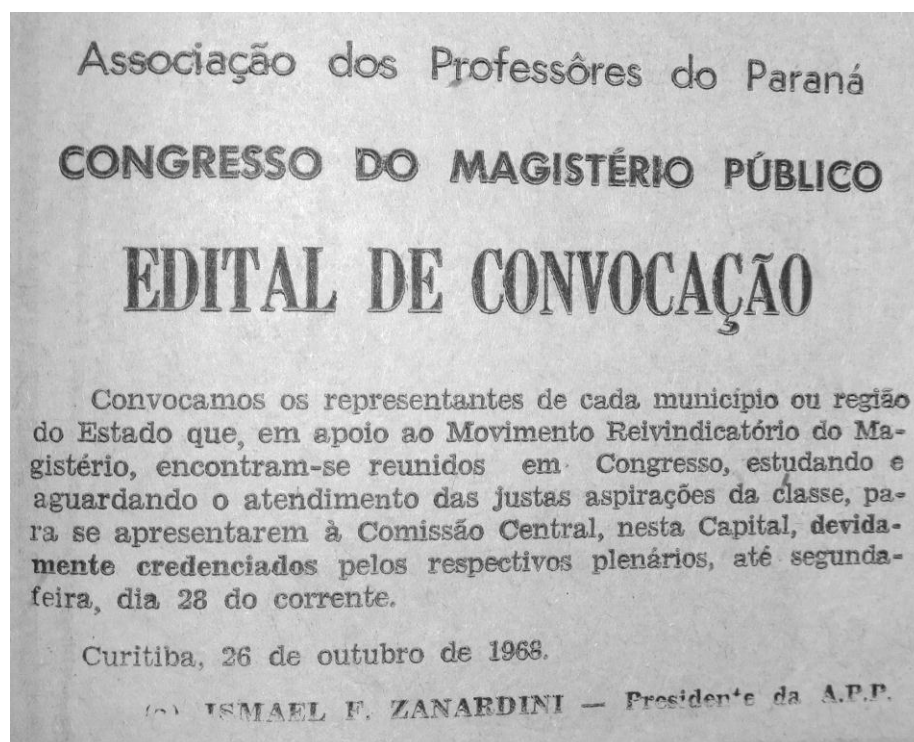 Associação dos Professôres do Paraná
CONGRESSO DO MAGISTÉRIO PÚBLICO
EDITAL DE CONVOCAÇÃO
Convocamos os representantes de cada município ou região
do Estado que, em apoio ao Movimento Reivindicatório do Ma-
gistério, encontram-se reunidos em Congresso, estudando e
aguardando o atendimento das justas aspirações da classe, pa-
ra se apresentarem à Comissão Central, nesta Capital, devida-
mente credenciados pelos respectivos plenários, até segunda-
feira, dia 28 do corrente.
Curitiba, 26 de outubro de 1968.
ISMAEL F. ZANARDINI — Presidente da A.P.P.